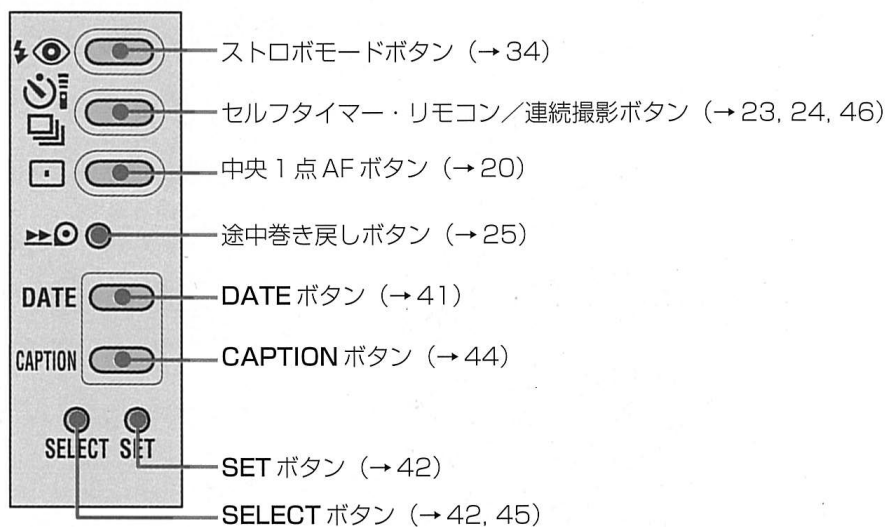 ストロボモードボタン（→34）
セルフタイマー・リモコン／連続撮影ボタン（→23, 24, 46）
中央1点AFボタン（→20）
途中巻き戻しボタン（→25）
DATE DATEボタン（→41）
CAPTION CAPTIONボタン（→44）
SELECT SET
SETボタン（→42）
SELECTボタン（→42, 45）